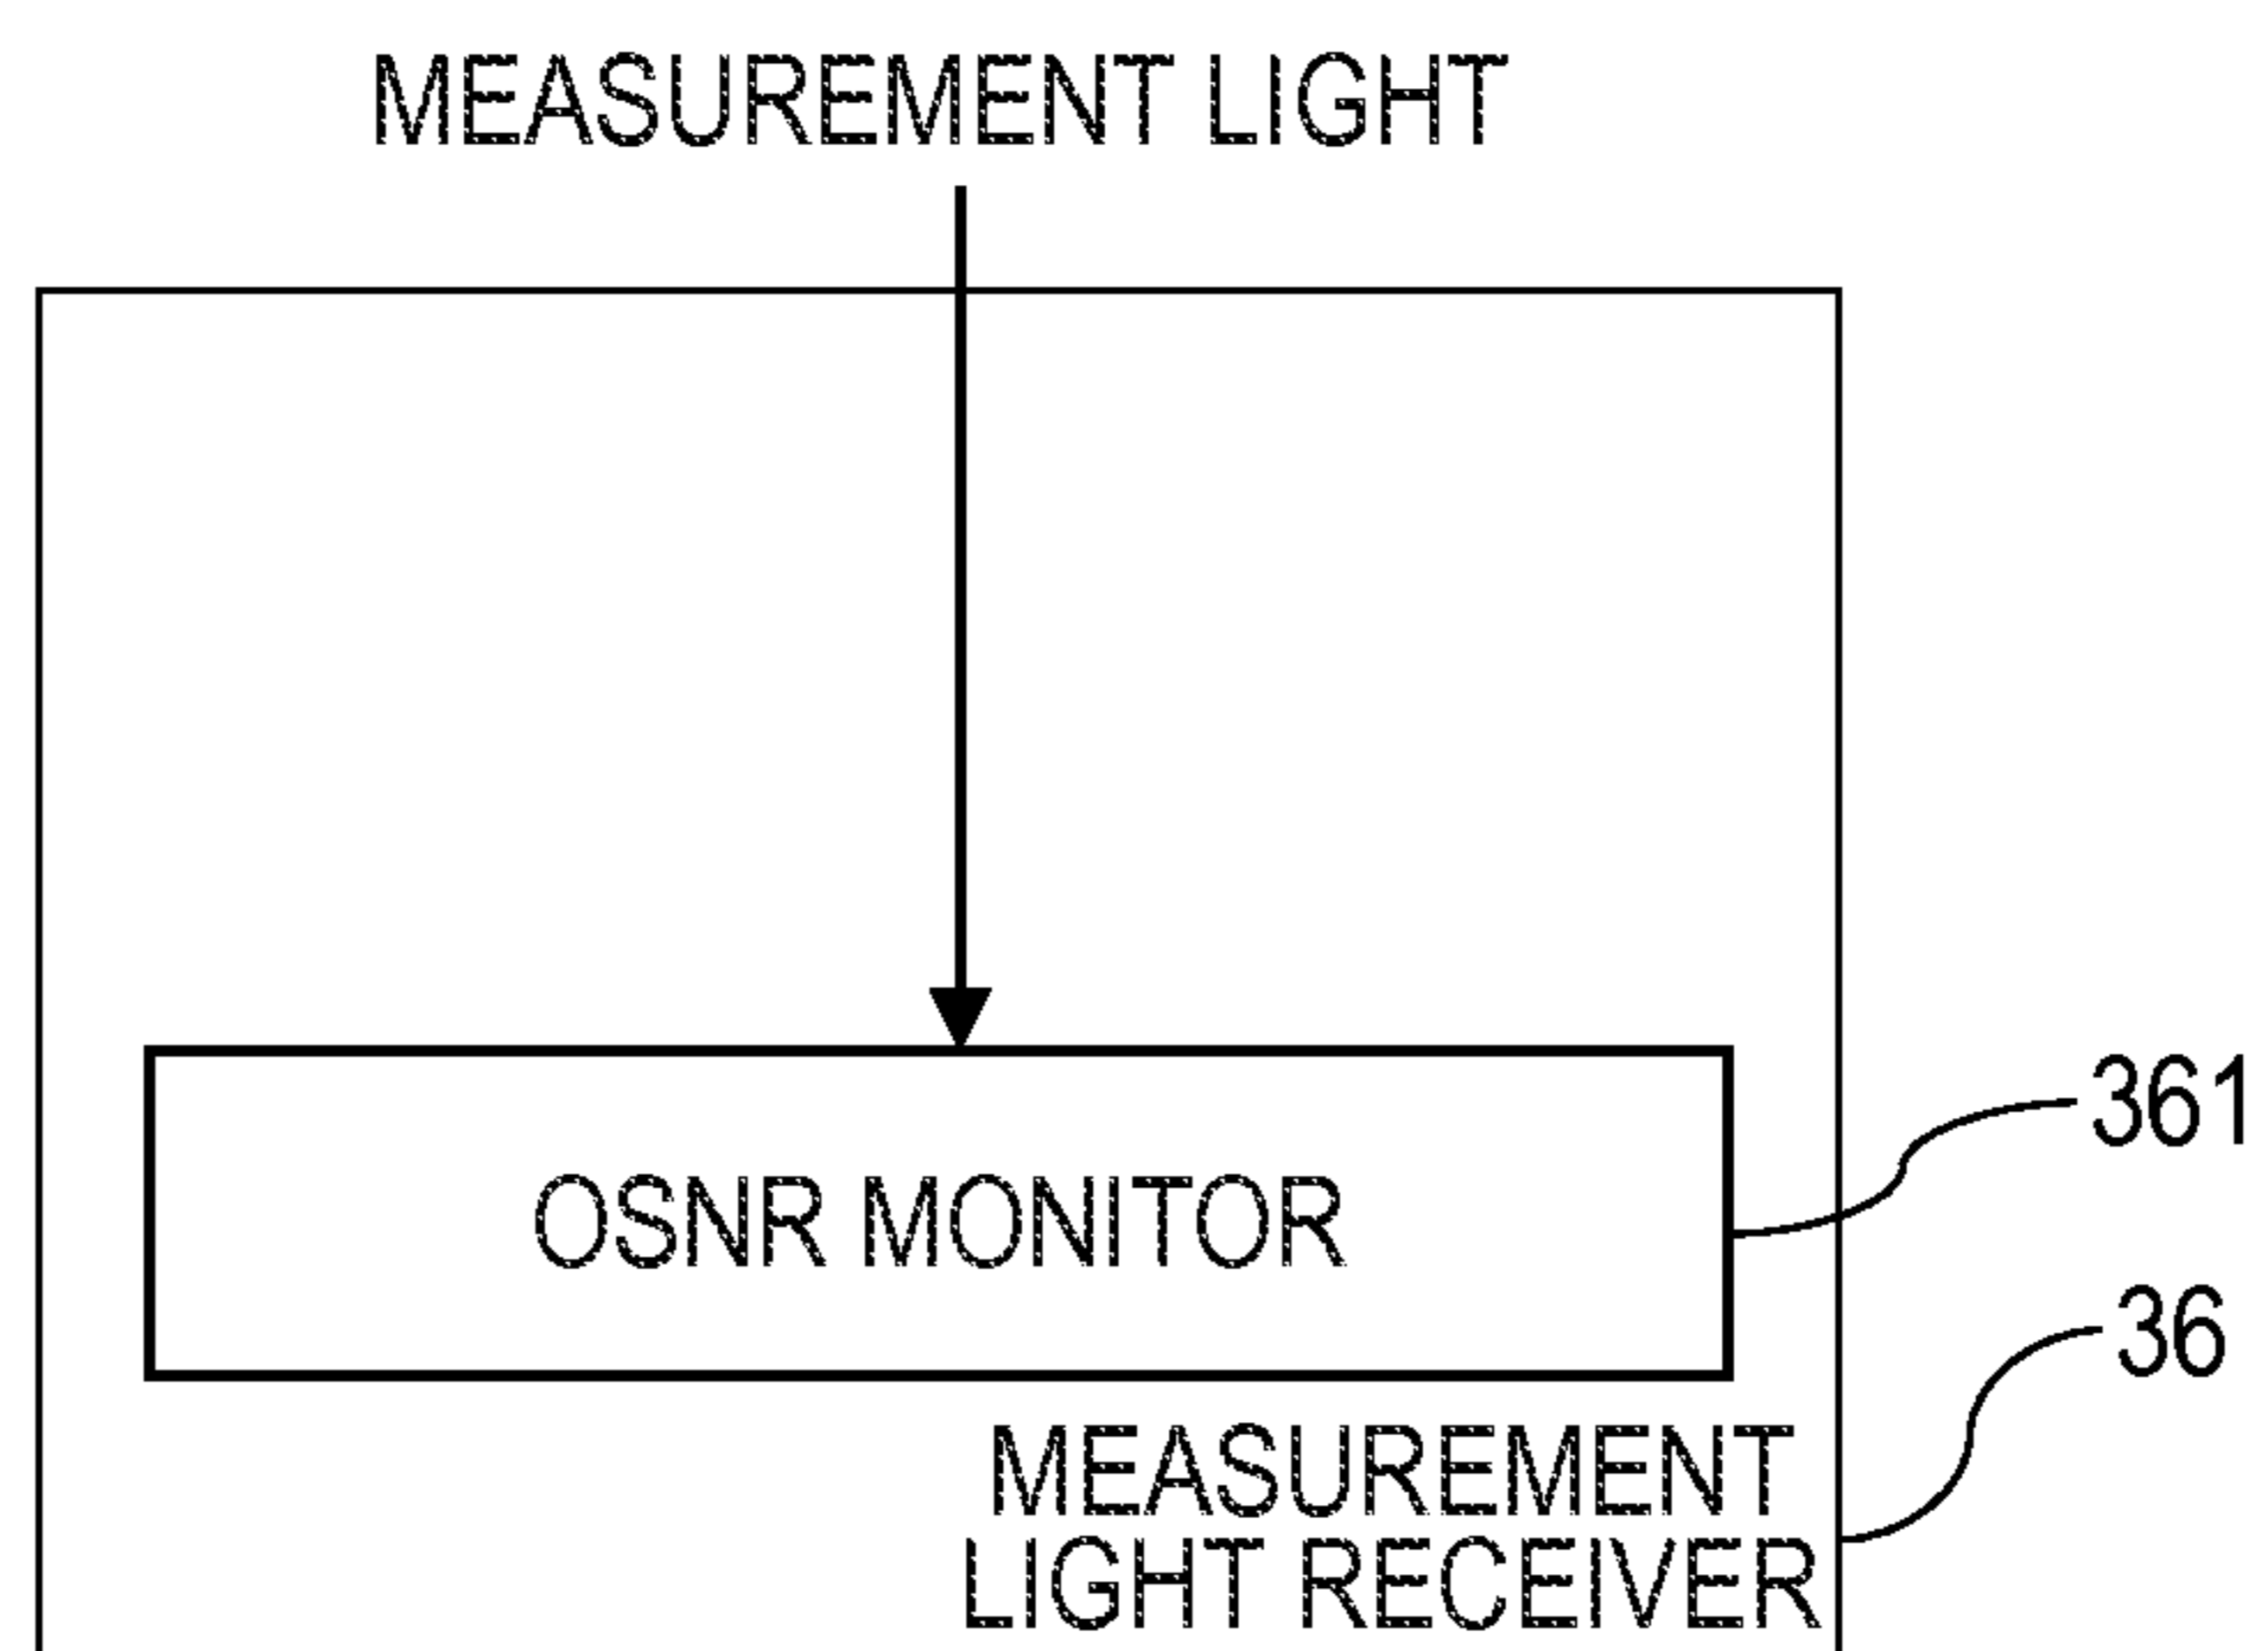 MEASUREMENT LIGHT
361
OSNR MONITOR
36
MEASUREMENT
LIGHT RECEIVER